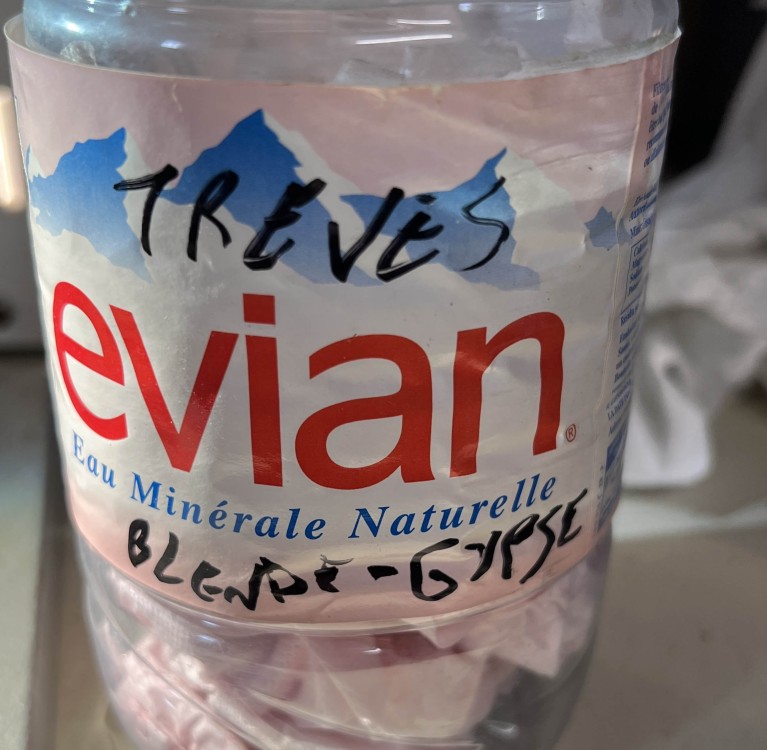 TREVES
evian®
Eau Minérale Naturelle
BLENDE-GYPSE